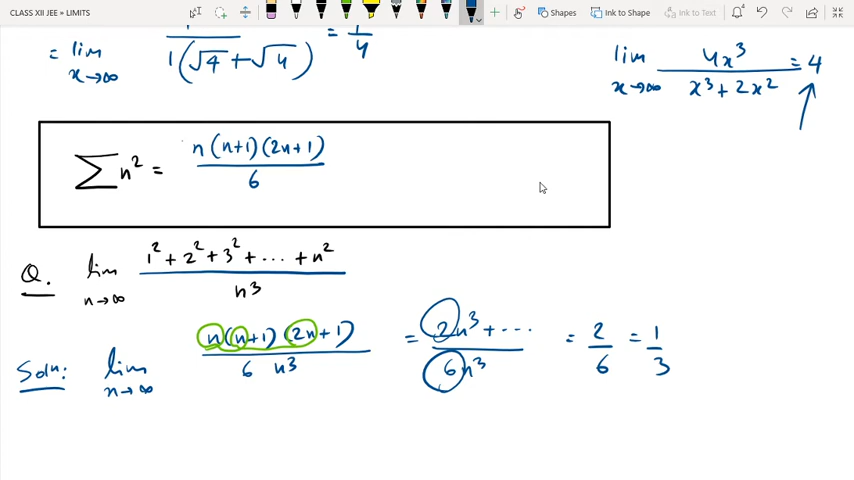 CLASS XII JEE » LIMITS
Shapes Ink to Shape Ink to Math
= lim x→∞ 1(√4 + √4) = 1/4
lim x→∞ 4x³ / x³ + 2x² = 4
∑ n² = n(n+1)(2n+1) / 6
Q. lim n→∞ 1² + 2² + 3² + ... + n² / n³
Soln: lim n→∞ n(n+1)(2n+1) / 6 n³ = 2n³ + ... / 6n³ = 2/6 = 1/3